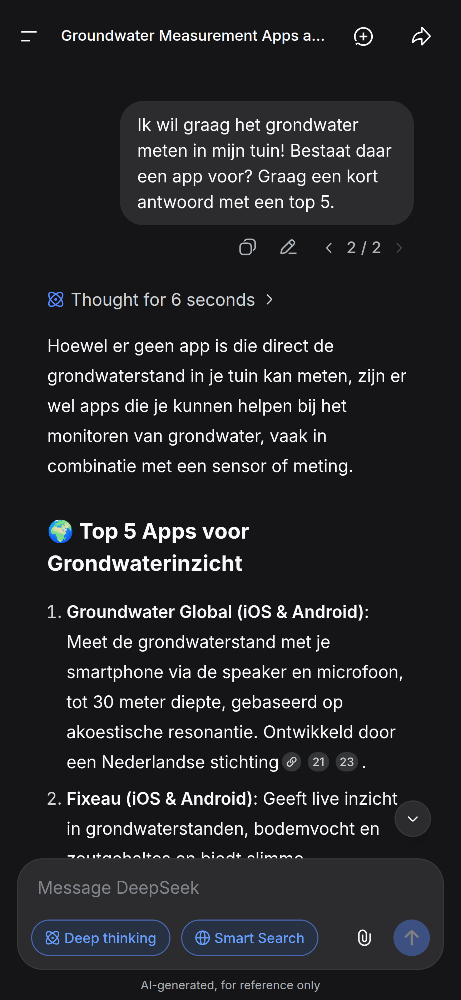 Groundwater Measurement Apps a...
Ik wil graag het grondwater
meten in mijn tuin! Bestaat daar
een app voor? Graag een kort
antwoord met een top 5.
2 / 2
Thought for 6 seconds
Hoewel er geen app is die direct de
grondwaterstand in je tuin kan meten, zijn er
wel apps die je kunnen helpen bij het
monitoren van grondwater, vaak in
combinatie met een sensor of meting.
🌍 Top 5 Apps voor
Grondwaterinzicht
1. Groundwater Global (iOS & Android):
Meet de grondwaterstand met je
smartphone via de speaker en microfoon,
tot 30 meter diepte, gebaseerd op
akoestische resonantie. Ontwikkeld door
een Nederlandse stichting 21 23 .
2. Fixeau (iOS & Android): Geeft live inzicht
in grondwaterstanden, bodemvocht en
zoutgehaltes en biedt slimme
Message DeepSeek
Deep thinking
Smart Search
AI-generated, for reference only